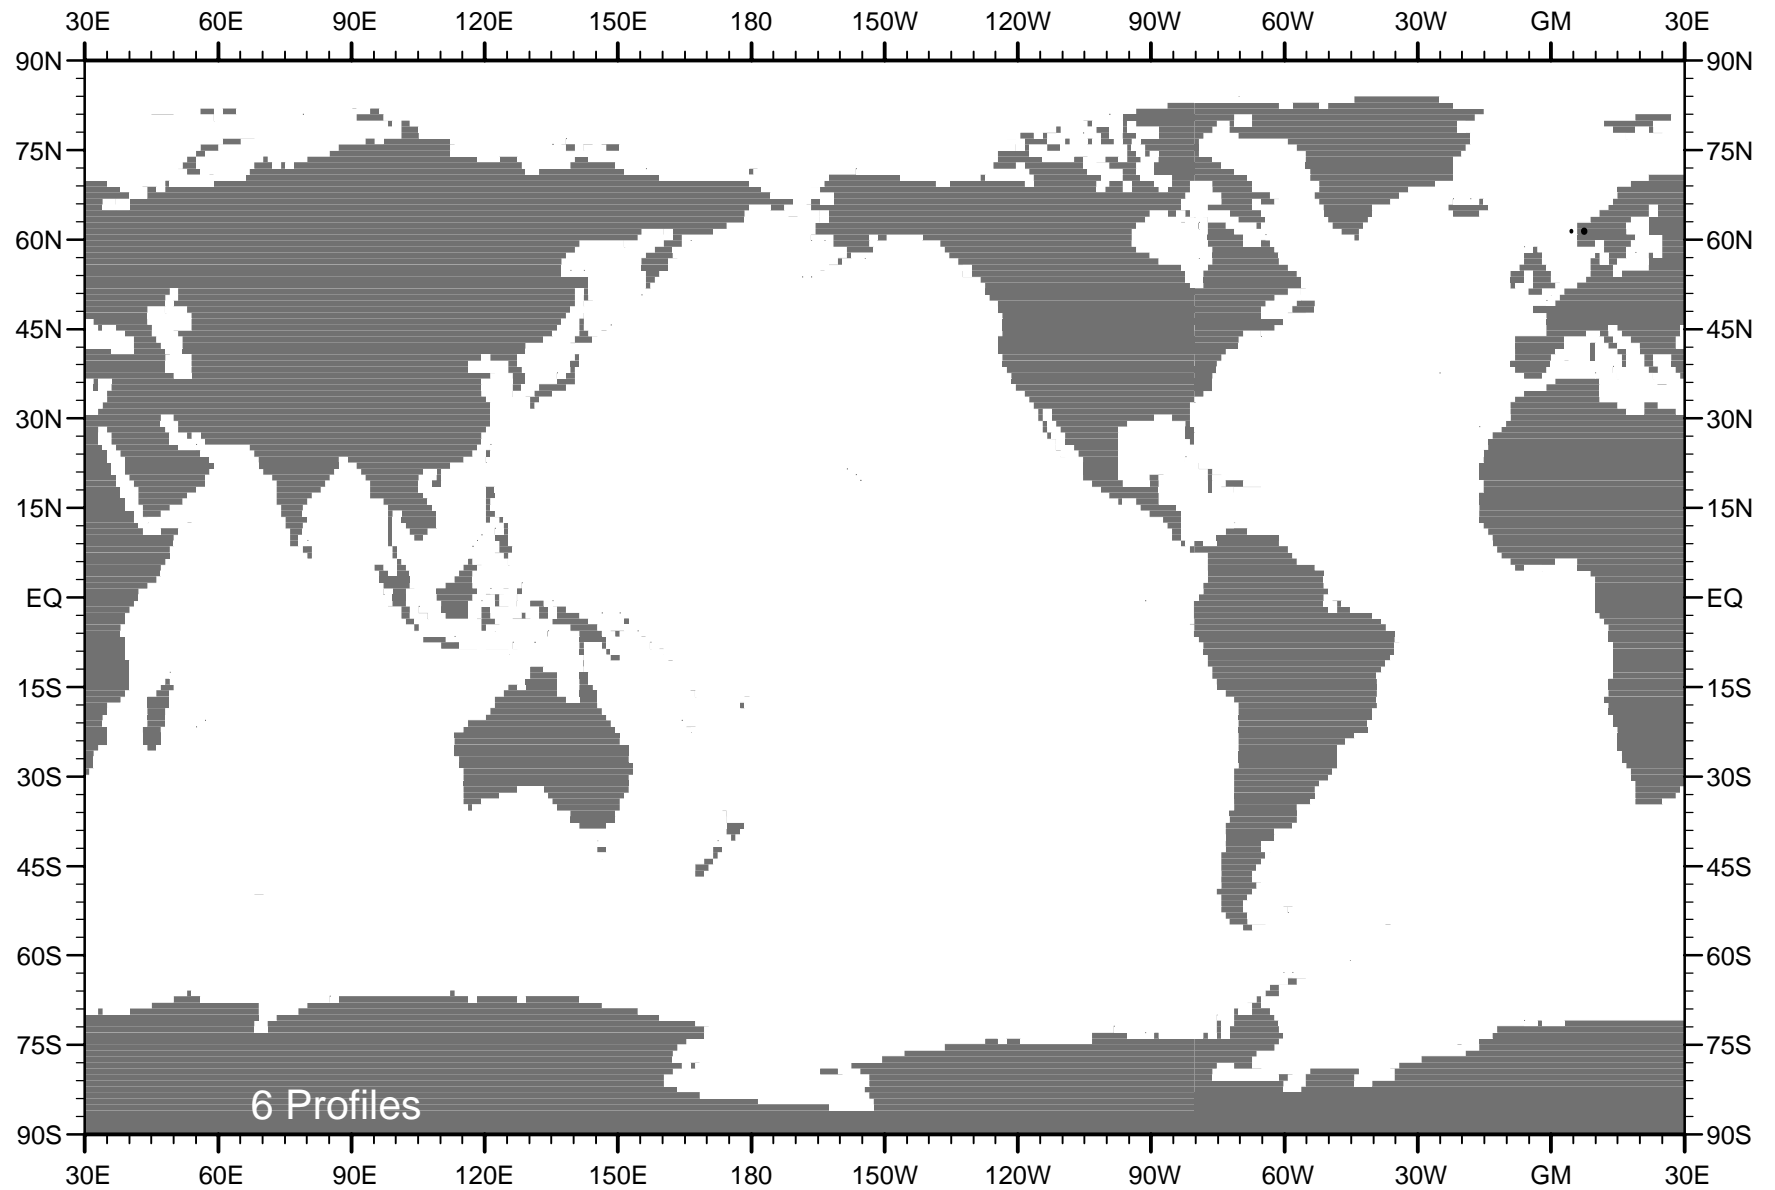 30E 60E 90E 120E 150E 180 150W 120W 90W 60W 30W GM 30E
90N 90N
75N 75N
60N 60N
45N 45N
30N 30N
15N 15N
EQ EQ
15S 15S
30S 30S
45S 45S
60S 60S
75S 75S
6 Profiles
90S 90S
30E 60E 90E 120E 150E 180 150W 120W 90W 60W 30W GM 30E